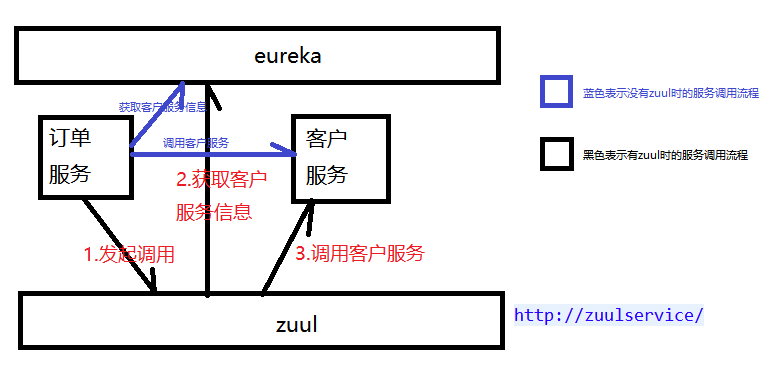 eureka
获取客户服务信息
蓝色表示没有zuul时的服务调用流程
订单
服务
调用客户服务
客户
服务
黑色表示有zuul时的服务调用流程
2.获取客户
服务信息
1.发起调用
3.调用客户服务
zuul
http://zuulservice/